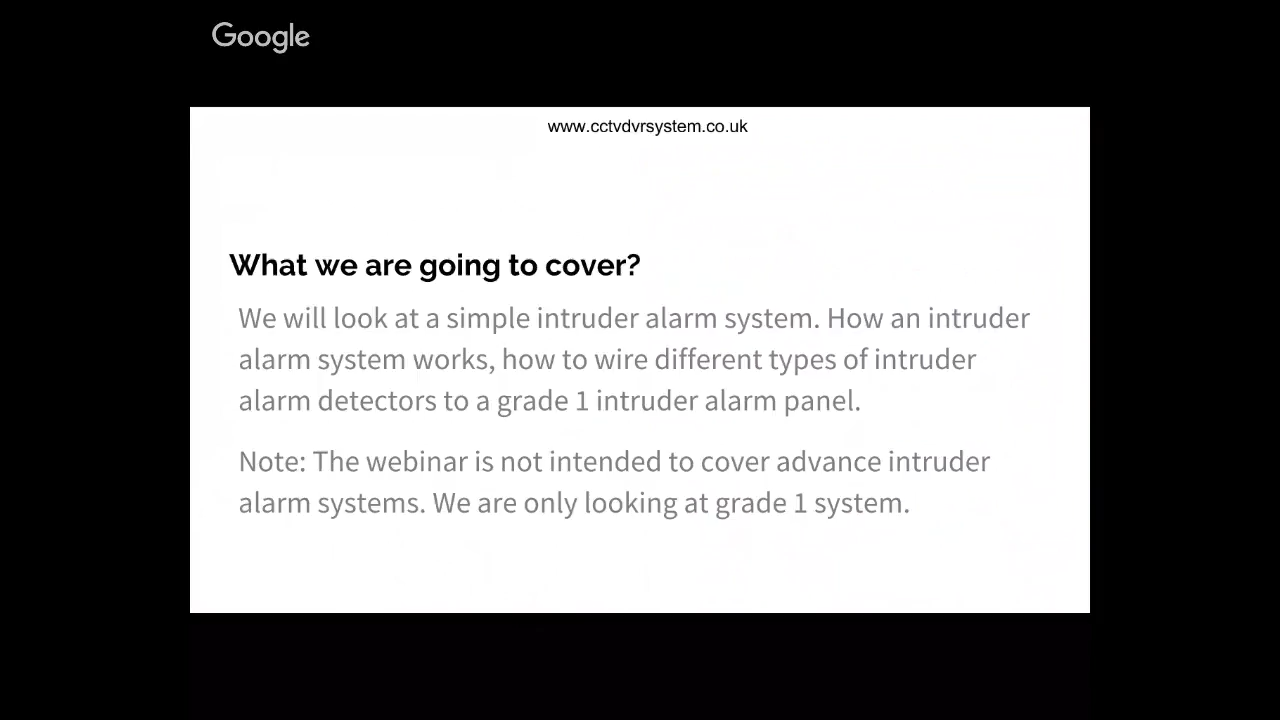 Google
www.cctvdvrsystem.co.uk
What we are going to cover?
We will look at a simple intruder alarm system. How an intruder
alarm system works, how to wire different types of intruder
alarm detectors to a grade 1 intruder alarm panel.
Note: The webinar is not intended to cover advance intruder
alarm systems. We are only looking at grade 1 system.